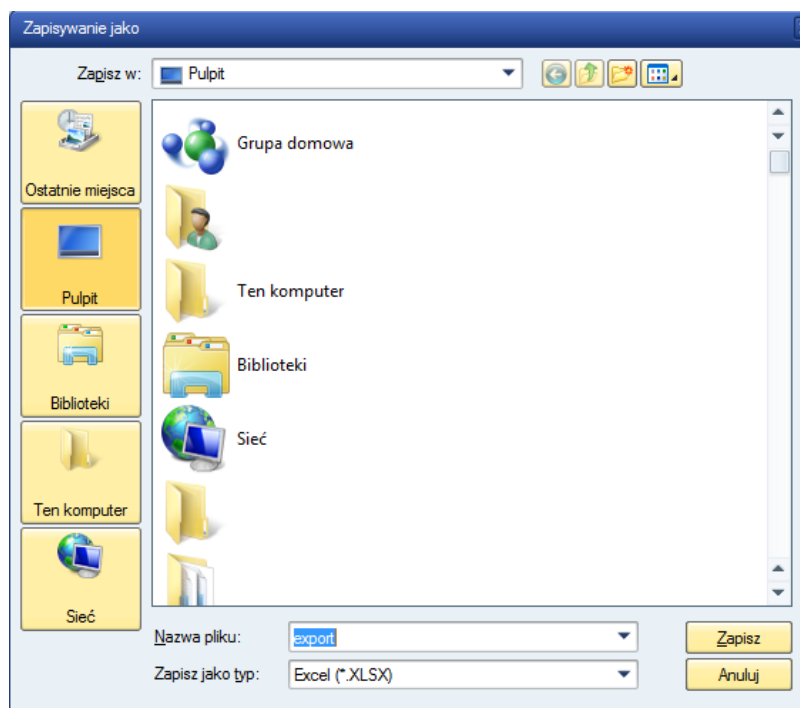 Zapisywanie jako
Zapisz w: Pulpit
Grupa domowa
Ostatnie miejsca
Pulpit
Ten komputer
Biblioteki
Biblioteki
Sieć
Ten komputer
Sieć
Nazwa pliku: export Zapisz
Zapisz jako typ: Excel (*.XLSX) Anuluj